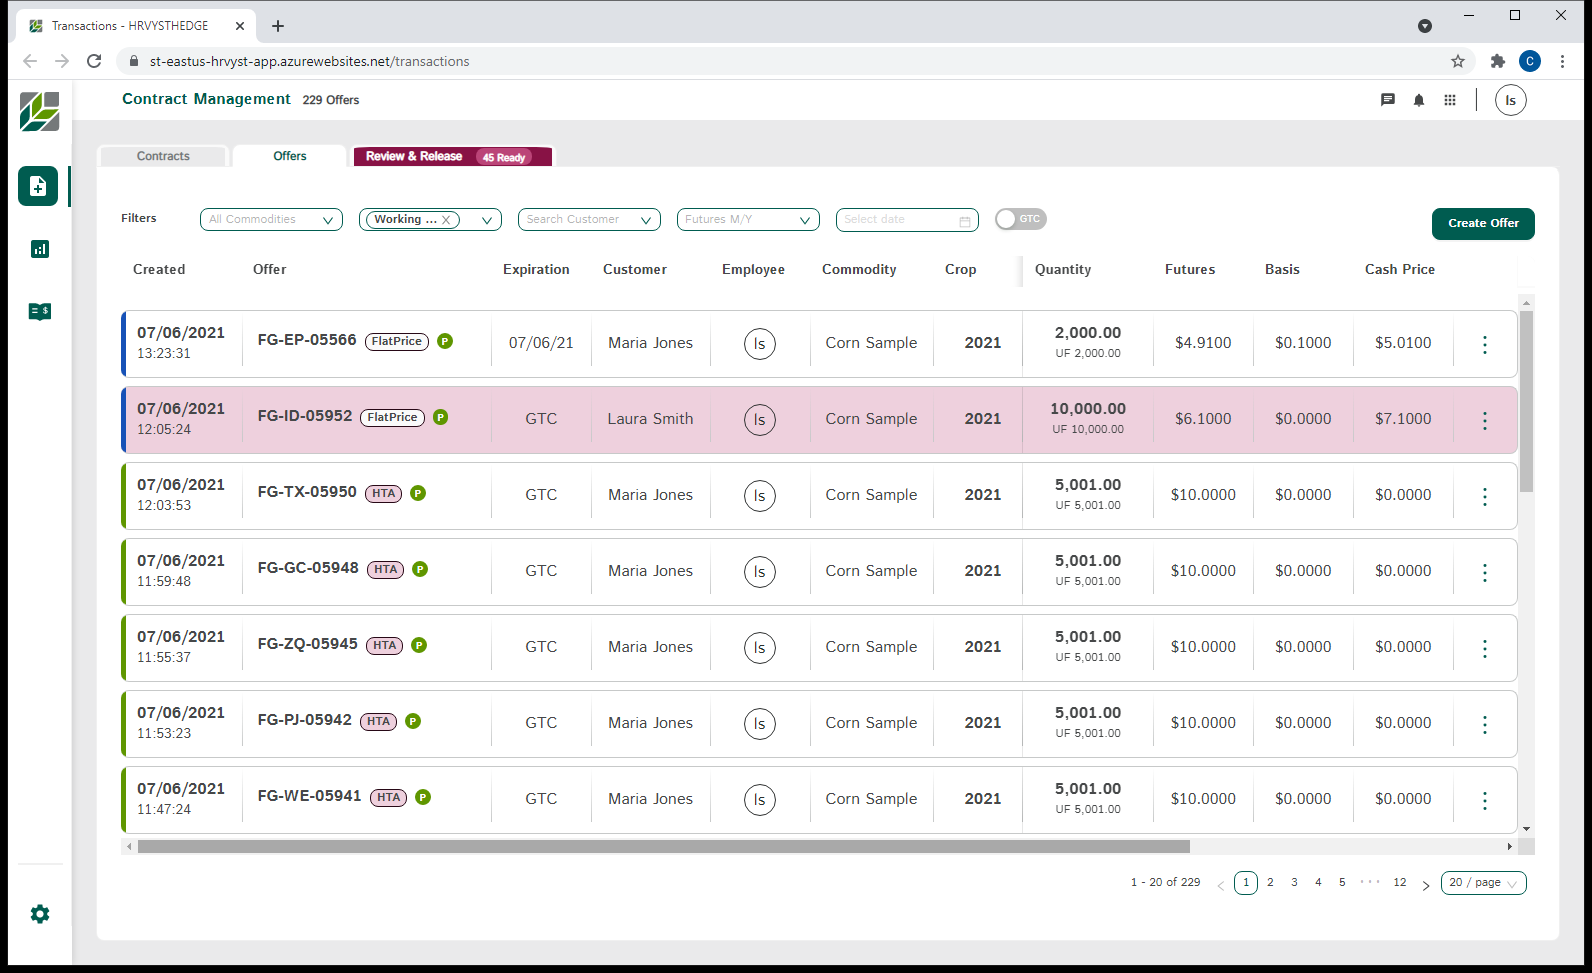 Transactions - HRVYSTHEDGE
st-eastus-hrvyst-app.azurewebsites.net/transactions
C
Contract Management 229 Offers
ls
Contracts Offers Review & Release 45 Ready
Filters All Commodities Working ... X Search Customer Futures M/Y Select date GTC Create Offer
Created Offer Expiration Customer Employee Commodity Crop Quantity Futures Basis Cash Price
07/06/2021 FG-EP-05566 FlatPrice P 07/06/21 Maria Jones ls Corn Sample 2021 2,000.00 $4.9100 $0.1000 $5.0100
13:23:31 UF 2,000.00
07/06/2021 FG-ID-05952 FlatPrice P GTC Laura Smith ls Corn Sample 2021 10,000.00 $6.1000 $0.0000 $7.1000
12:05:24 UF 10,000.00
07/06/2021 FG-TX-05950 HTA P GTC Maria Jones ls Corn Sample 2021 5,001.00 $10.0000 $0.0000 $0.0000
12:03:53 UF 5,001.00
07/06/2021 FG-GC-05948 HTA P GTC Maria Jones ls Corn Sample 2021 5,001.00 $10.0000 $0.0000 $0.0000
11:59:48 UF 5,001.00
07/06/2021 FG-ZQ-05945 HTA P GTC Maria Jones ls Corn Sample 2021 5,001.00 $10.0000 $0.0000 $0.0000
11:55:37 UF 5,001.00
07/06/2021 FG-PJ-05942 HTA P GTC Maria Jones ls Corn Sample 2021 5,001.00 $10.0000 $0.0000 $0.0000
11:53:23 UF 5,001.00
07/06/2021 FG-WE-05941 HTA P GTC Maria Jones ls Corn Sample 2021 5,001.00 $10.0000 $0.0000 $0.0000
11:47:24 UF 5,001.00
1 - 20 of 229 < 1 2 3 4 5 ••• 12 > 20 / page